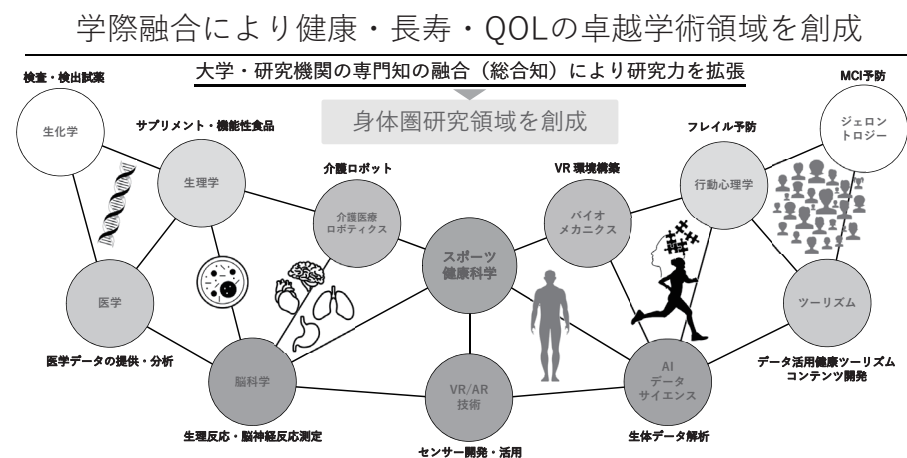 学際融合により健康・長寿・QOLの卓越学術領域を創成
大学・研究機関の専門知の融合（総合知）により研究力を拡張
身体圏研究領域を創成
検査・検出試薬
生化学
サプリメント・機能性食品
生理学
介護ロボット
介護医療
ロボティクス
スポーツ
健康科学
VR 環境構築
バイオ
メカニクス
フレイル予防
行動心理学
MCI予防
ジェロン
トロジー
医学
医学データの提供・分析
脳科学
生理反応・脳神経反応測定
VR/AR
技術
センサー開発・活用
AI
データ
サイエンス
生体データ解析
ツーリズム
データ活用健康ツーリズム
コンテンツ開発